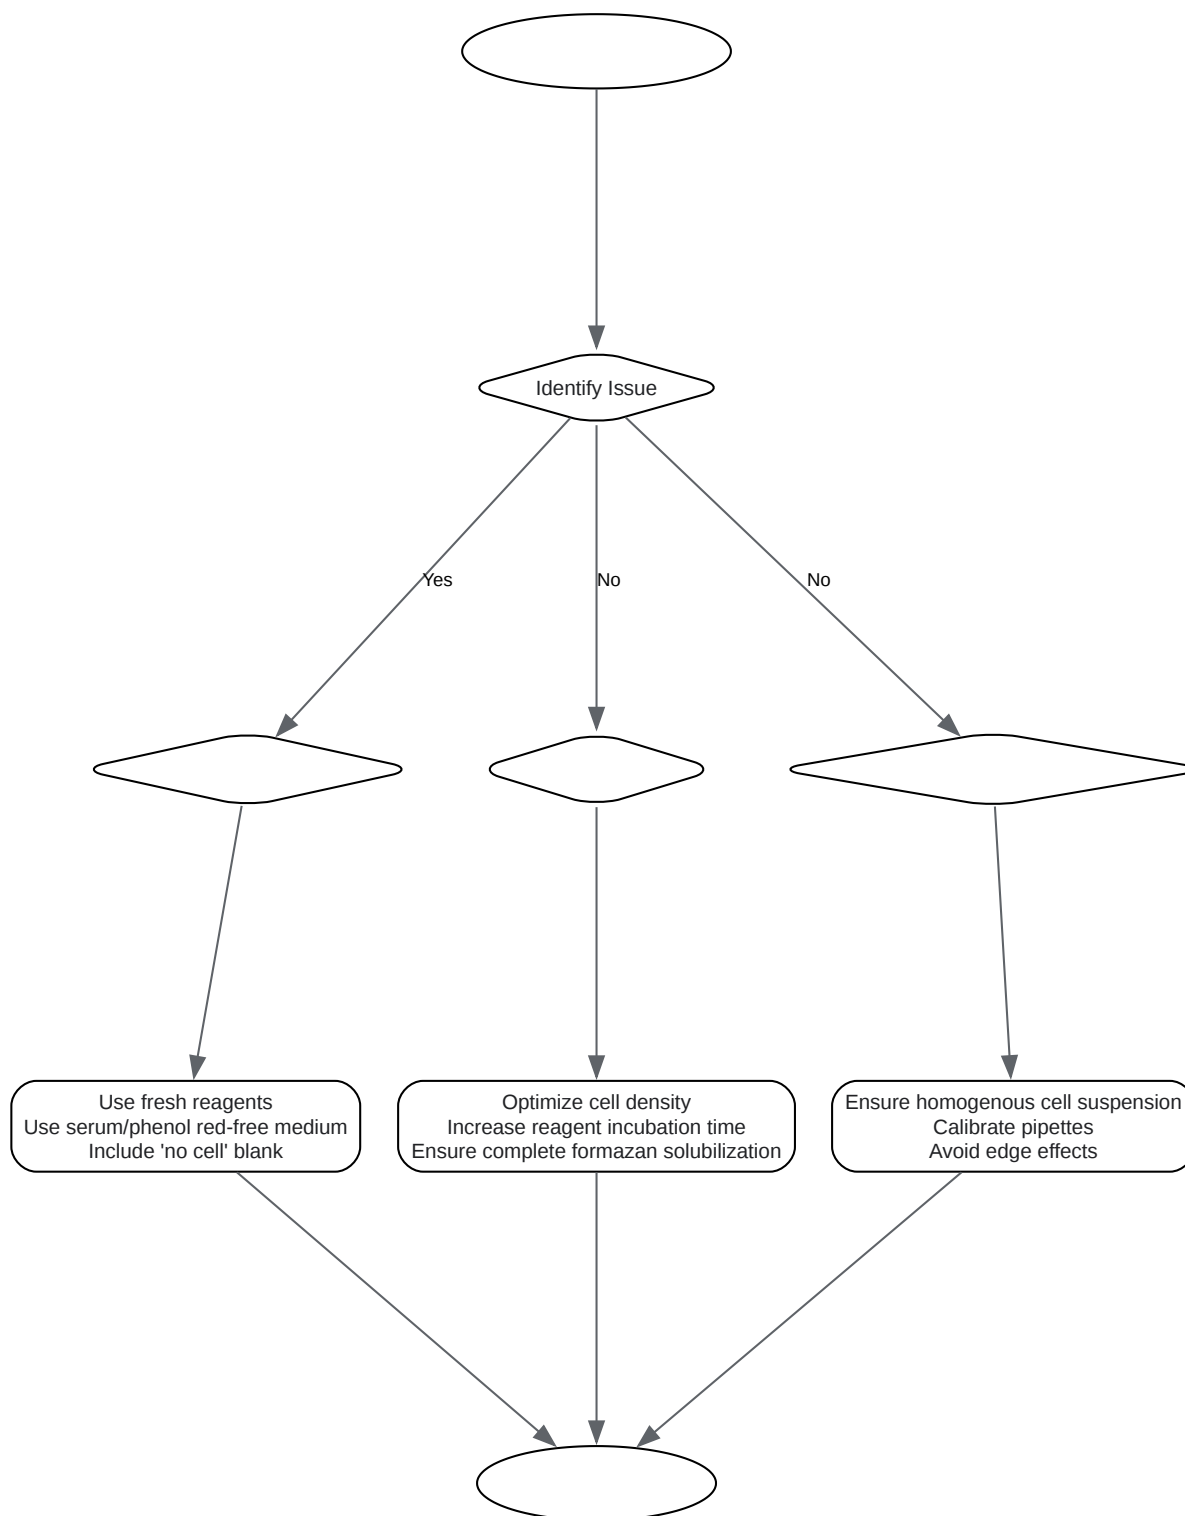 Identify Issue
Yes
No
No
Use fresh reagents
Use serum/phenol red-free medium
Include 'no cell' blank
Optimize cell density
Increase reagent incubation time
Ensure complete formazan solubilization
Ensure homogenous cell suspension
Calibrate pipettes
Avoid edge effects